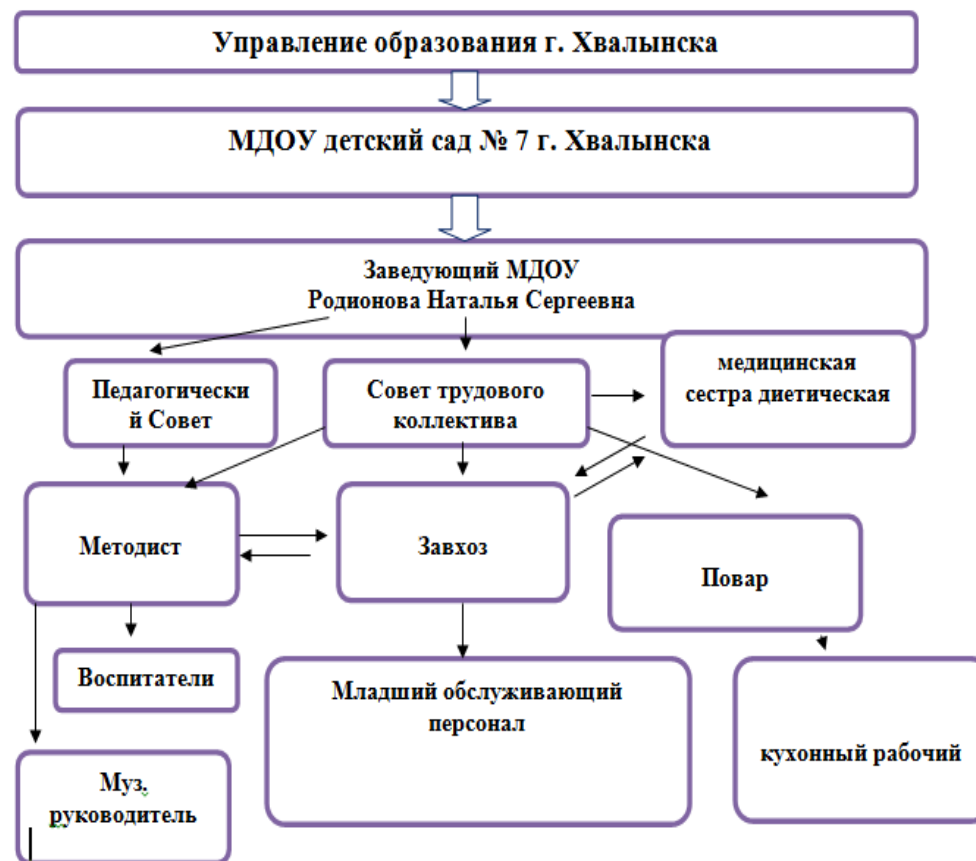 Управление образования г. Хвалынска
МДОУ детский сад № 7 г. Хвалынска
Заведующий МДОУ
Родионова Наталья Сергеевна
Педагогически
й Совет
Совет трудового
коллектива
медицинская
сестра диетическая
Методист
Завхоз
Повар
Воспитатели
Младший обслуживающий
персонал
кухонный рабочий
Муз.
руководитель